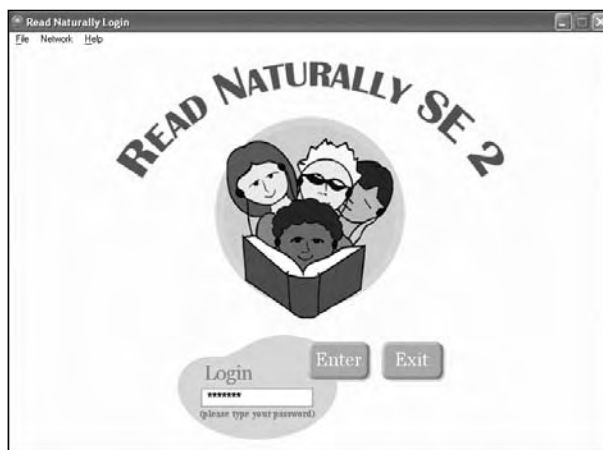 Read Naturally Login
File Network Help
READ NATURALLY SE 2
Enter Exit
Login
*******
(please type your password)